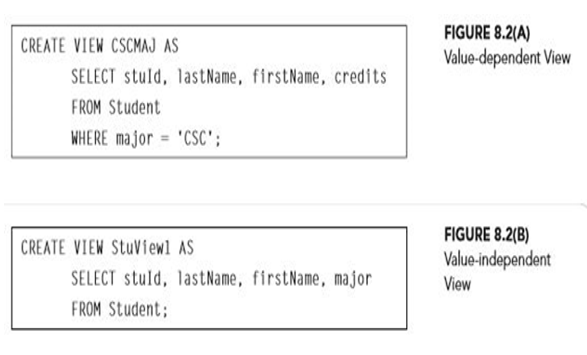 CREATE VIEW CSCMAJ AS
SELECT stuId, lastName, firstName, credits
FROM Student
WHERE major = 'CSC';
FIGURE 8.2(A)
Value-dependent View
CREATE VIEW StuView1 AS
SELECT stuId, lastName, firstName, major
FROM Student;
FIGURE 8.2(B)
Value-independent
View